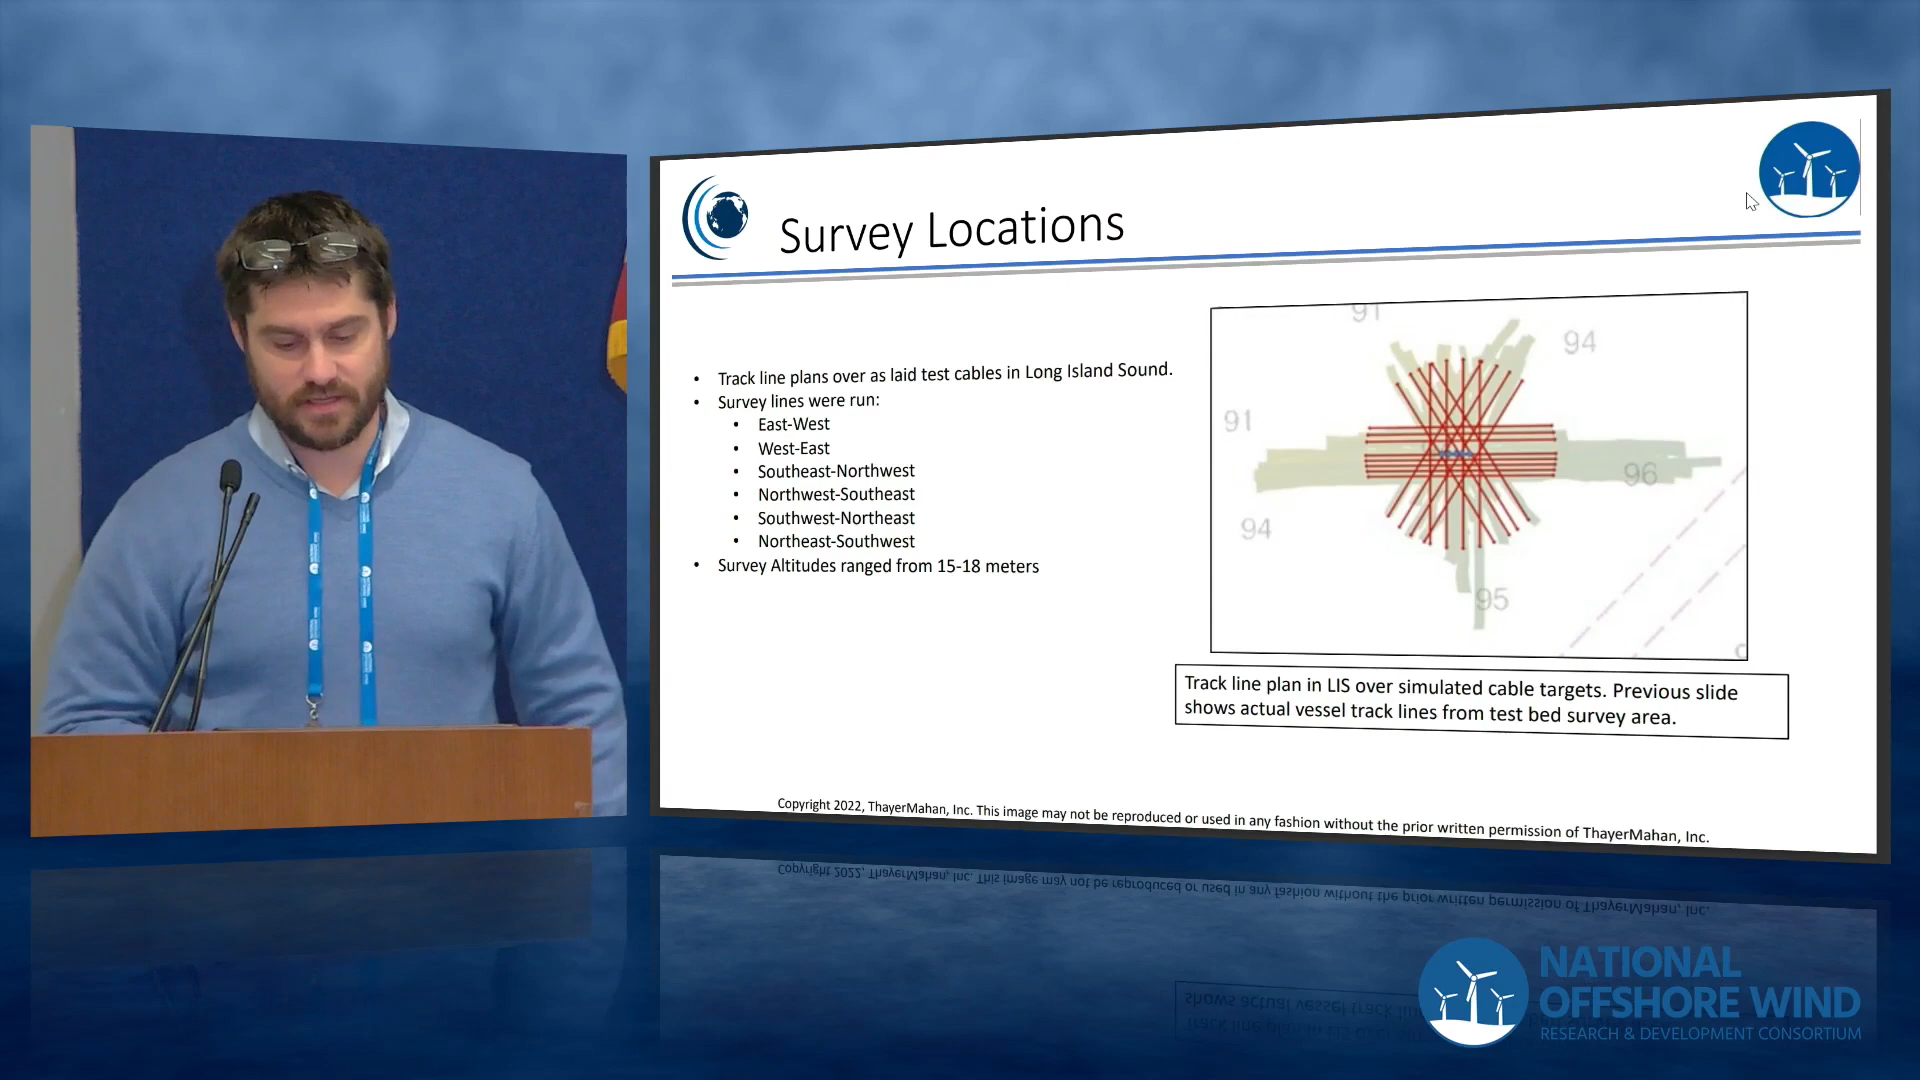 Survey Locations
• Track line plans over as laid test cables in Long Island Sound.
• Survey lines were run:
• East-West
• West-East
• Southeast-Northwest
• Northwest-Southeast
• Southwest-Northeast
• Northeast-Southwest
• Survey Altitudes ranged from 15-18 meters
91
94
91
96
94
95
Track line plan in LIS over simulated cable targets. Previous slide
shows actual vessel track lines from test bed survey area.
Copyright 2022, ThayerMahan, Inc. This image may not be reproduced or used in any fashion without the prior written permission of ThayerMahan, Inc.
NATIONAL
OFFSHORE WIND
RESEARCH & DEVELOPMENT CONSORTIUM